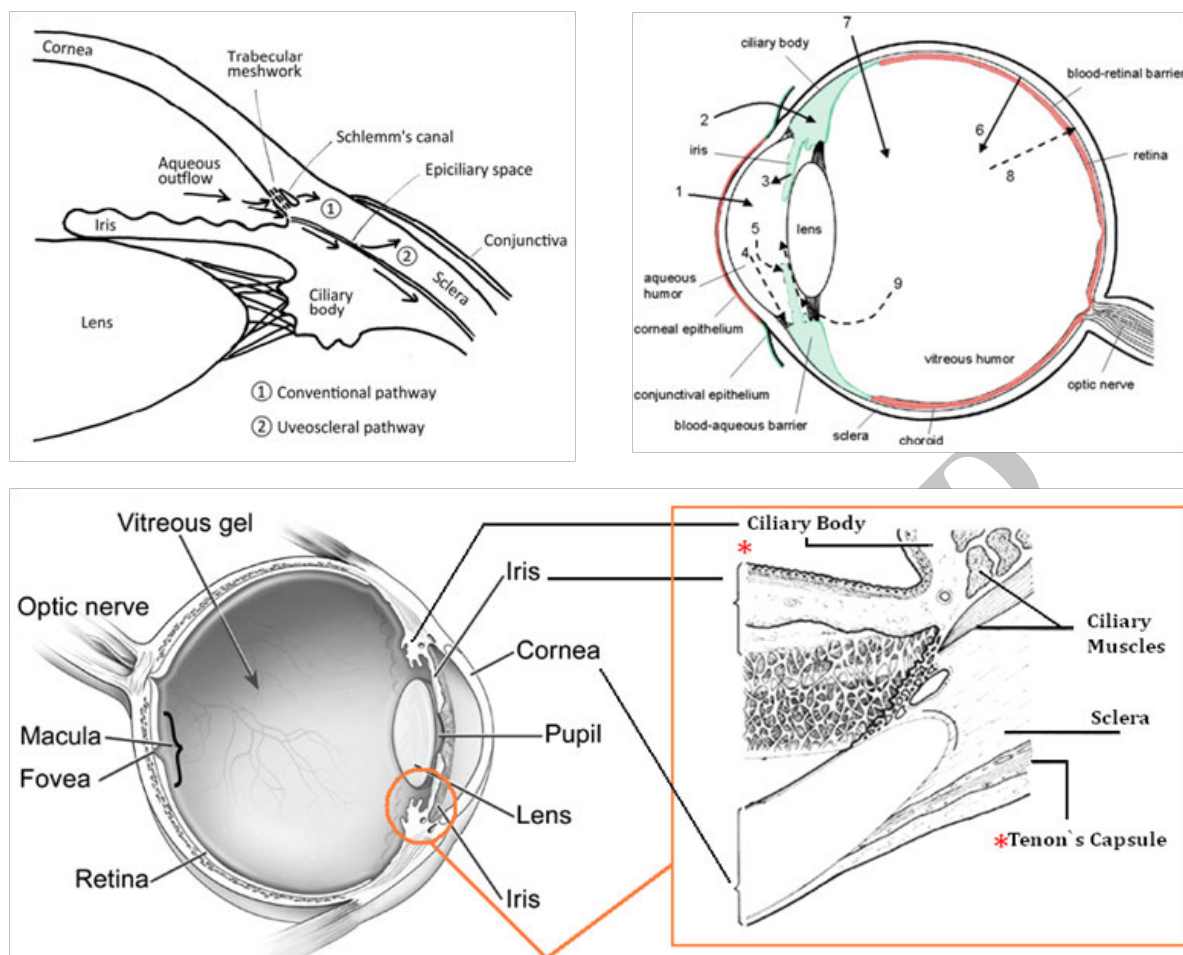 Cornea
Trabecular
meshwork
Schlemm's canal
Aqueous
outflow
Epiciliary space
①
Iris
②
Conjunctiva
Sclera
Ciliary
body
Lens
① Conventional pathway
② Uveoscleral pathway
7
ciliary body
blood-retinal barrier
2
6
iris
retina
3
8
1
5
lens
4
aqueous
humor
9
corneal epithelium
vitreous humor
optic nerve
conjunctival epithelium
blood-aqueous barrier
sclera
choroid
Vitreous gel
Optic nerve
Iris
Cornea
Macula
Pupil
Fovea
Lens
Retina
Iris
Ciliary Body
*
Ciliary
Muscles
Sclera
*Tenon`s Capsule